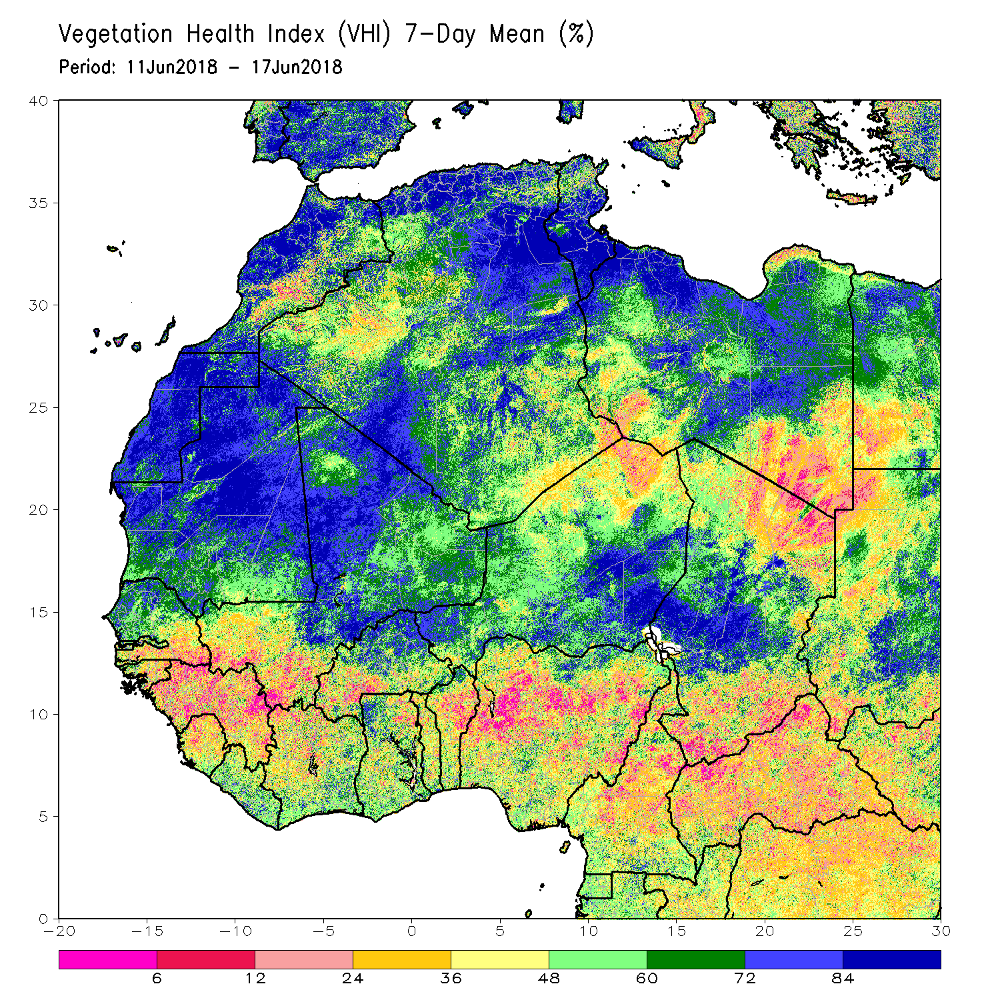 Vegetation Health Index (VHI) 7-Day Mean (%)
Period: 11Jun2018 - 17Jun2018
40
35
30
25
20
15
10
5
0
-20 -15 -10 -5 0 5 10 15 20 25 30
6 12 24 36 48 60 72 84